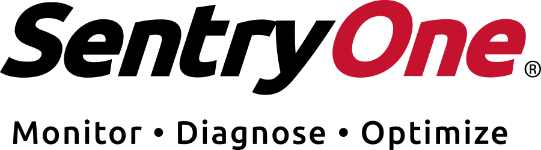 SentryOne®
Monitor • Diagnose • Optimize